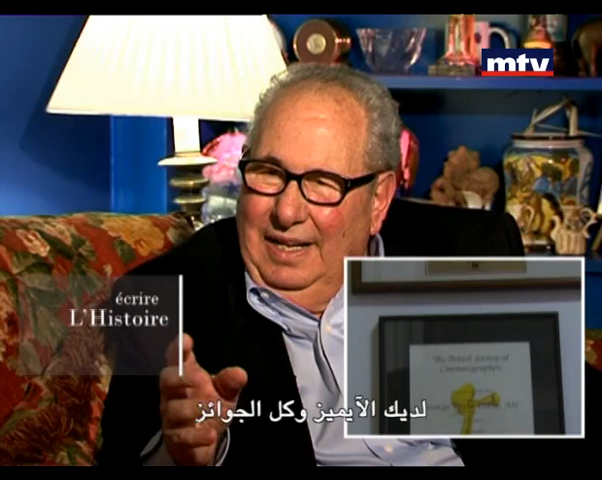 mtv
écrire
L'Histoire
The British Society of
Cinematographers
لديك الآيميز وكل الجوائز